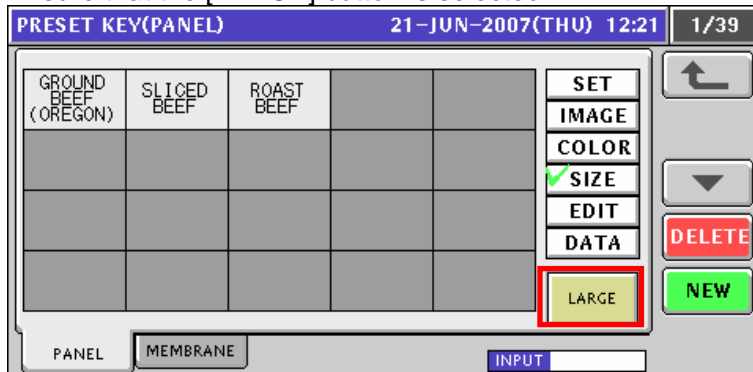 PRESET KEY(PANEL) 21-JUN-2007(THU) 12:21 1/39
GROUND
BEEF
(OREGON)
SLICED
BEEF
ROAST
BEEF
SET
IMAGE
COLOR
SIZE
EDIT
DATA
LARGE
DELETE
NEW
PANEL
MEMBRANE
INPUT